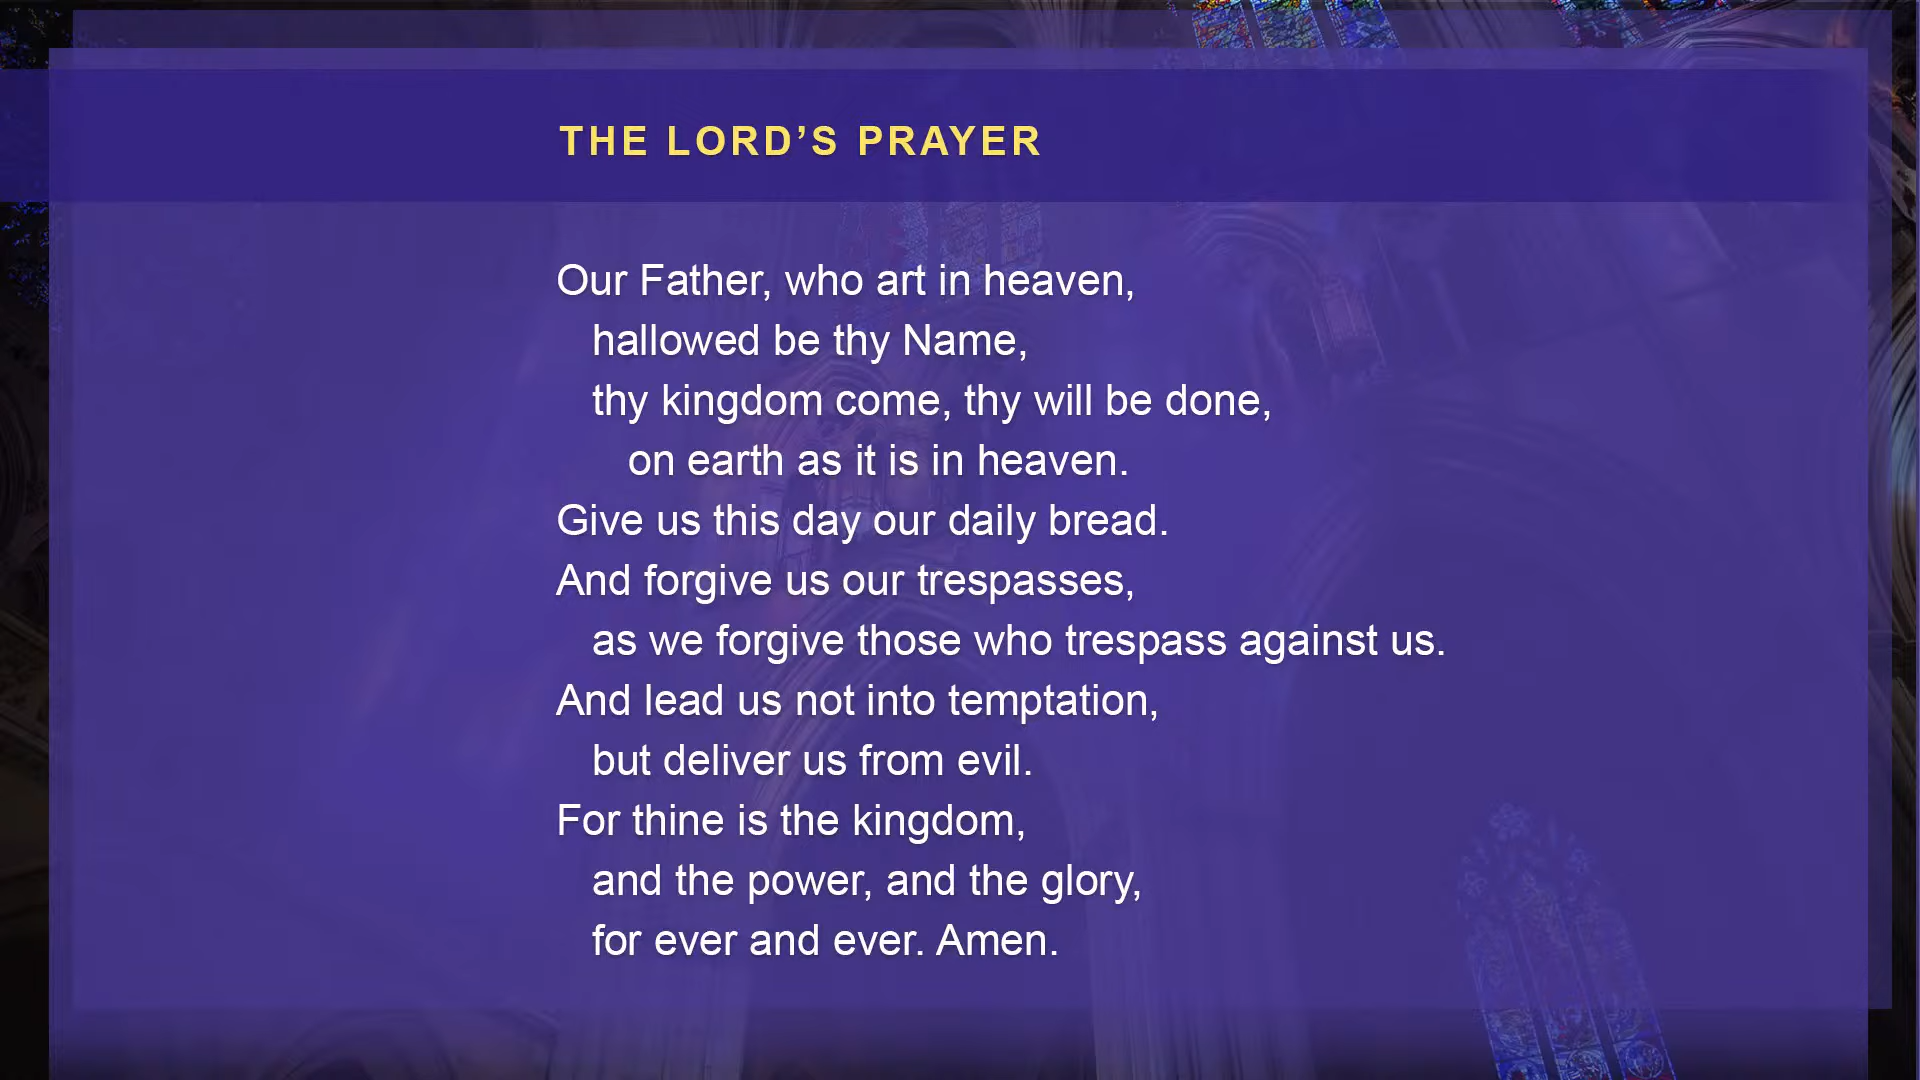 THE LORD’S PRAYER
Our Father, who art in heaven,
hallowed be thy Name,
thy kingdom come, thy will be done,
on earth as it is in heaven.
Give us this day our daily bread.
And forgive us our trespasses,
as we forgive those who trespass against us.
And lead us not into temptation,
but deliver us from evil.
For thine is the kingdom,
and the power, and the glory,
for ever and ever. Amen.